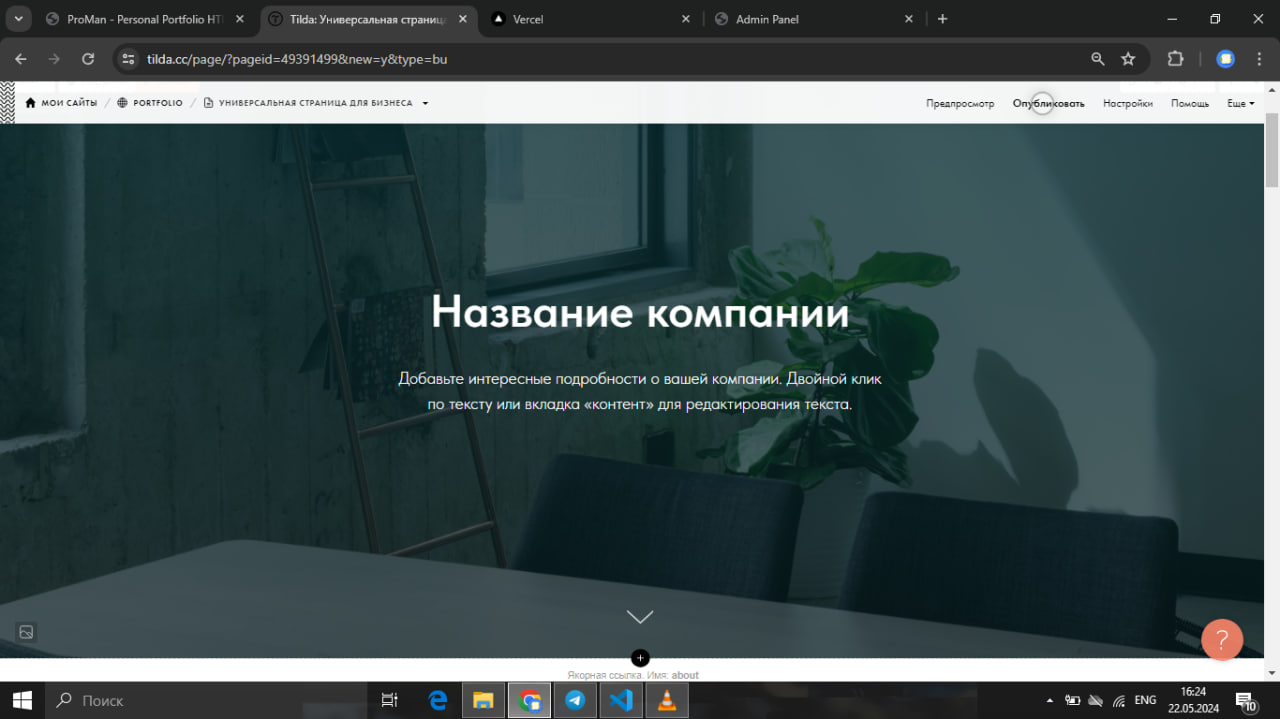 ProMan - Personal Portfolio HT
Tilda: Универсальная страниц
Vercel
Admin Panel
tilda.cc/page/?pageid=49391499&new=y&type=bu
МОИ САЙТЫ / PORTFOLIO / УНИВЕРСАЛЬНАЯ СТРАНИЦА ДЛЯ БИЗНЕСА
Предпросмотр Опубликовать Настройки Помощь Еще
Название компании
Добавьте интересные подробности о вашей компании. Двойной клик
по тексту или вкладка «контент» для редактирования текста.
?
Якорная ссылка. Имя: about
Поиск
ENG
16:24
22.05.2024
10